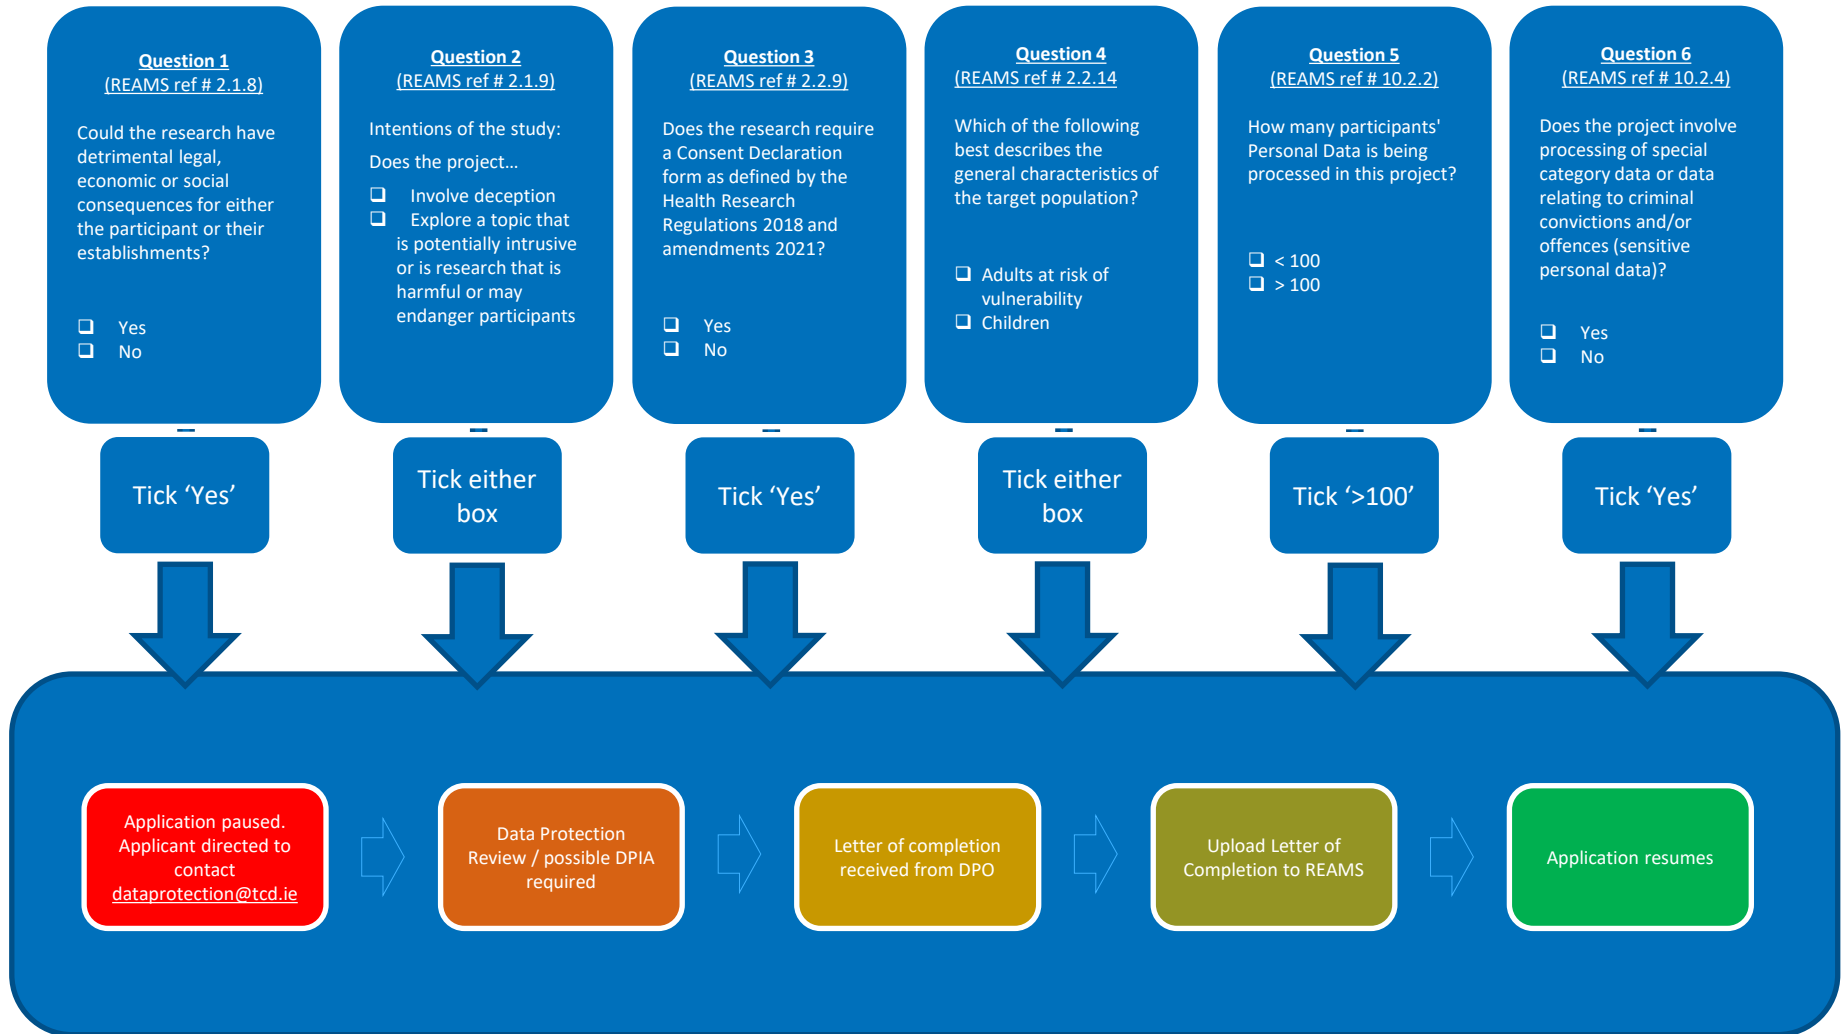 Question 1
(REAMS ref # 2.1.8)
Could the research have
detrimental legal,
economic or social
consequences for either
the participant or their
establishments?
❑ Yes
❑ No
Question 2
(REAMS ref # 2.1.9)
Intentions of the study:
Does the project…
❑ Involve deception
❑ Explore a topic that
is potentially intrusive
or is research that is
harmful or may
endanger participants
Question 3
(REAMS ref # 2.2.9)
Does the research require
a Consent Declaration
form as defined by the
Health Research
Regulations 2018 and
amendments 2021?
❑ Yes
❑ No
Question 4
(REAMS ref # 2.2.14
Which of the following
best describes the
general characteristics of
the target population?
❑ Adults at risk of
vulnerability
❑ Children
Question 5
(REAMS ref # 10.2.2)
How many participants'
Personal Data is being
processed in this project?
❑ < 100
❑ > 100
Question 6
(REAMS ref # 10.2.4)
Does the project involve
processing of special
category data or data
relating to criminal
convictions and/or
offences (sensitive
personal data)?
❑ Yes
❑ No
Tick ‘Yes’
Tick either
box
Tick ‘Yes’
Tick either
box
Tick ‘>100’
Tick ‘Yes’
Application paused.
Applicant directed to
contact
dataprotection@tcd.ie
Data Protection
Review / possible DPIA
required
Letter of completion
received from DPO
Upload Letter of
Completion to REAMS
Application resumes